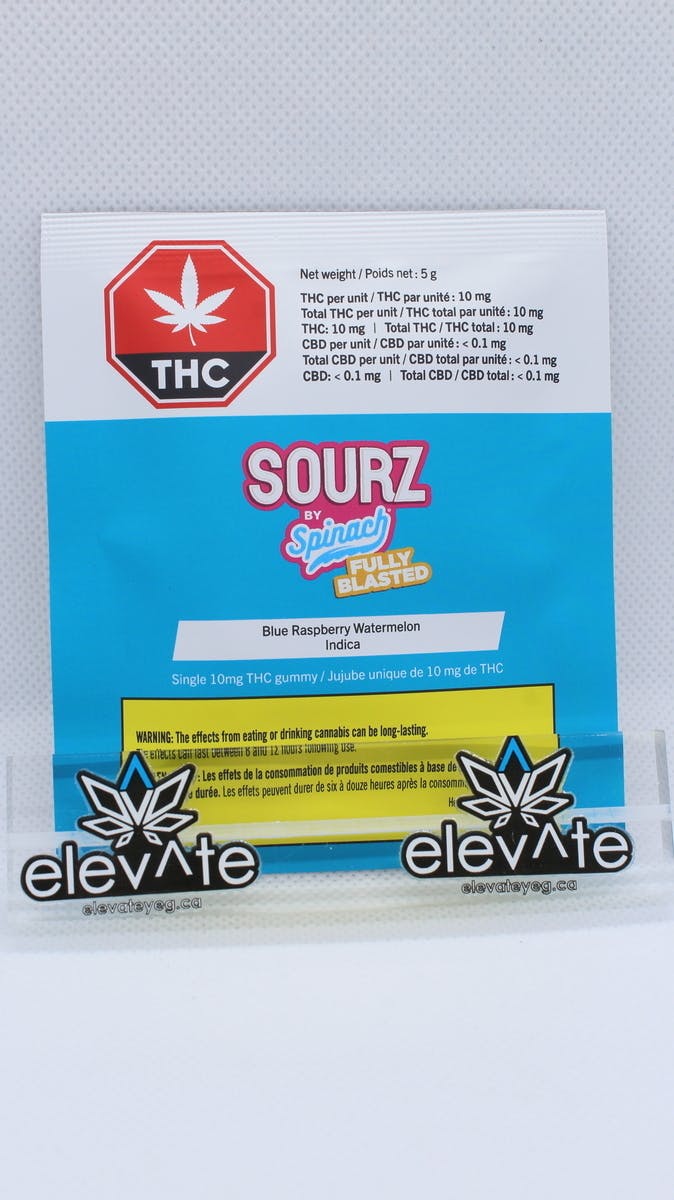 Net weight / Poids net : 5 g
THC per unit / THC par unité : 10 mg
Total THC per unit / THC total par unité : 10 mg
THC: 10 mg | Total THC / THC total : 10 mg
CBD per unit / CBD par unité : < 0.1 mg
Total CBD per unit / CBD total par unité : < 0.1 mg
CBD: < 0.1 mg | Total CBD / CBD total : < 0.1 mg
THC
SOURZ
BY
Spinach
FULLY
BLASTED
Blue Raspberry Watermelon
Indica
Single 10mg THC gummy / Jujube unique de 10 mg de THC
WARNING: The effects from eating or drinking cannabis can be long-lasting.
effects can last between 6 and 12 hours following use.
: Les effets de la consommation de produits comestibles à base de
durée. Les effets peuvent durer de six à douze heures après la consomm
elev^te
elevateyeg.ca
elev^te
elevateyeg.ca